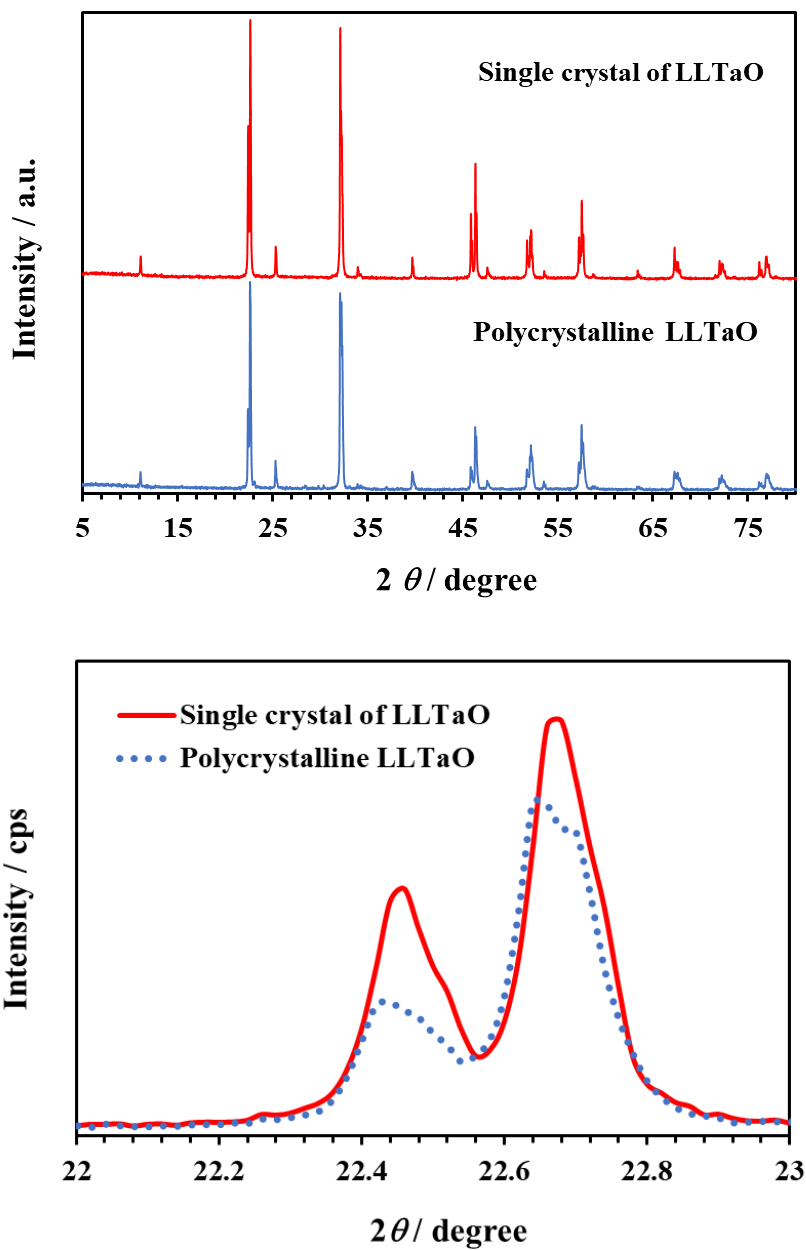 Single crystal of LLTaO
Intensity / a.u.
Polycrystalline LLTaO
5 15 25 35 45 55 65 75
2 θ / degree
Single crystal of LLTaO
Polycrystalline LLTaO
Intensity / cps
22 22.2 22.4 22.6 22.8 23
2θ / degree